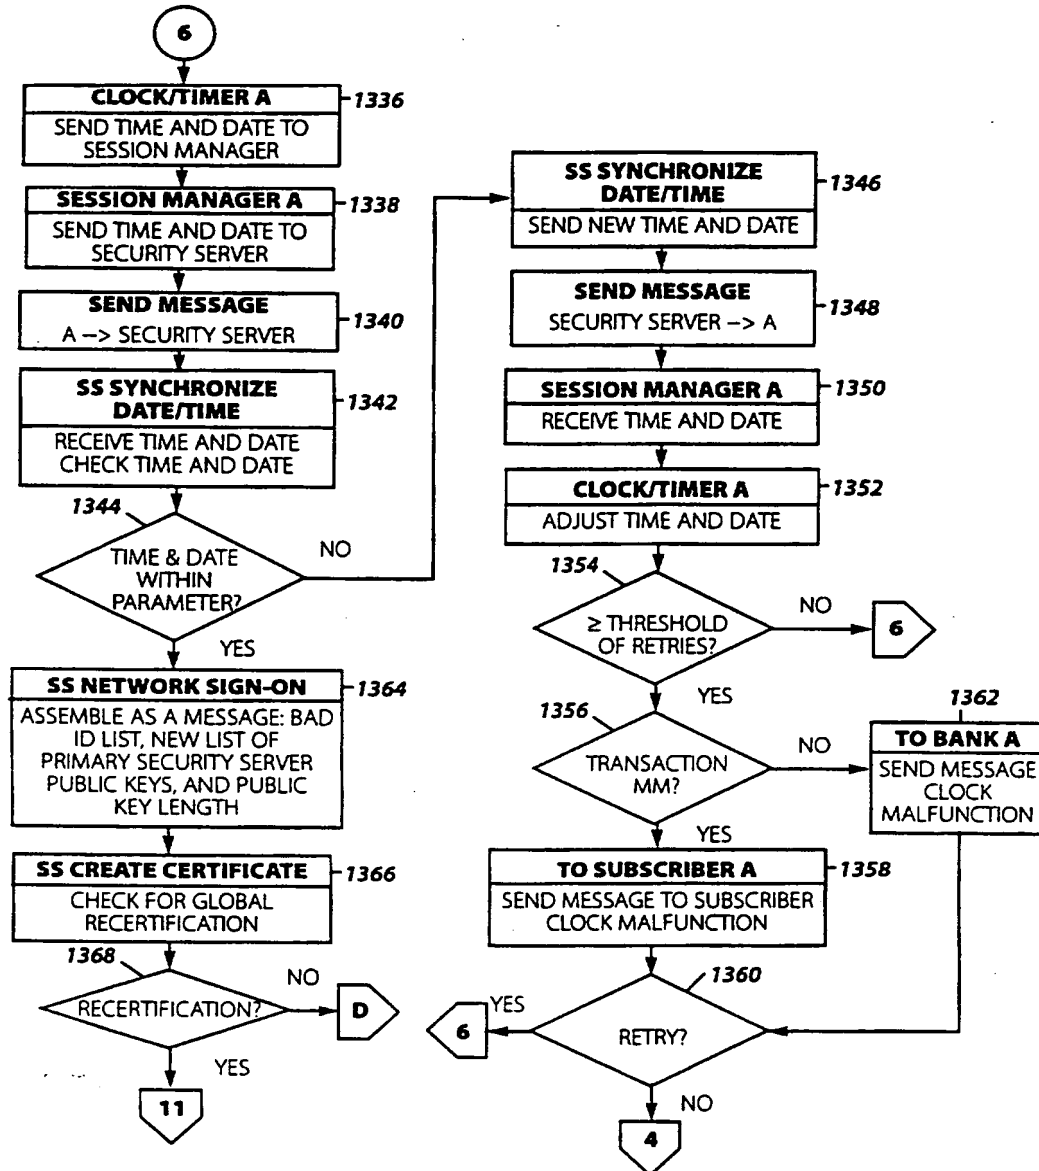 6
CLOCK/TIMER A
1336
SEND TIME AND DATE TO
SESSION MANAGER
SESSION MANAGER A
1338
SEND TIME AND DATE TO
SECURITY SERVER
SEND MESSAGE
1340
A —> SECURITY SERVER
SS SYNCHRONIZE
DATE/TIME
1342
RECEIVE TIME AND DATE
CHECK TIME AND DATE
1344
TIME & DATE
WITHIN
PARAMETER?
NO
YES
SS NETWORK SIGN-ON
1364
ASSEMBLE AS A MESSAGE: BAD
ID LIST, NEW LIST OF
PRIMARY SECURITY SERVER
PUBLIC KEYS, AND PUBLIC
KEY LENGTH
SS CREATE CERTIFICATE
1366
CHECK FOR GLOBAL
RECERTIFICATION
1368
RECERTIFICATION?
NO
D
YES
11
SS SYNCHRONIZE
DATE/TIME
1346
SEND NEW TIME AND DATE
SEND MESSAGE
1348
SECURITY SERVER —> A
SESSION MANAGER A
1350
RECEIVE TIME AND DATE
CLOCK/TIMER A
1352
ADJUST TIME AND DATE
1354
≥ THRESHOLD
OF RETRIES?
NO
6
YES
1356
TRANSACTION
MM?
NO
1362
TO BANK A
SEND MESSAGE
CLOCK
MALFUNCTION
YES
TO SUBSCRIBER A
1358
SEND MESSAGE TO SUBSCRIBER
CLOCK MALFUNCTION
1360
RETRY?
YES
6
NO
4